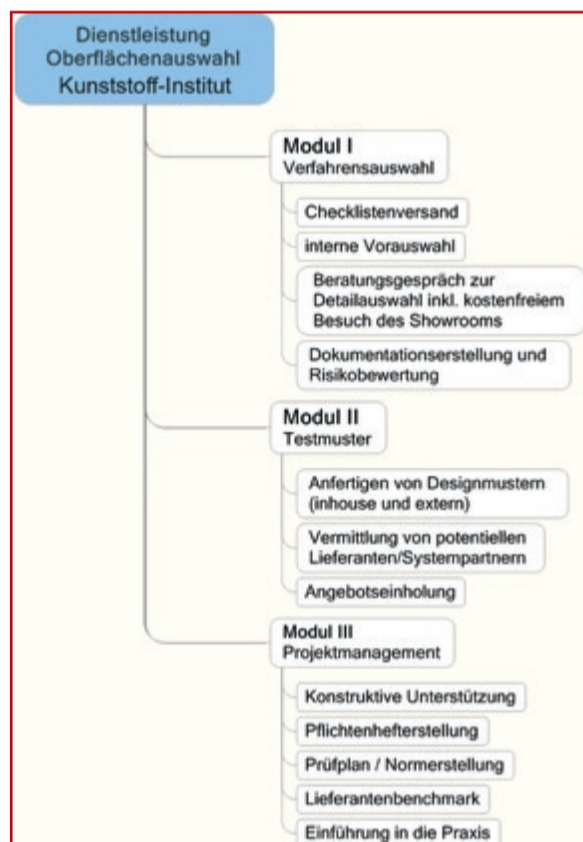 Dienstleistung
Oberflächenauswahl
Kunststoff-Institut
Modul I
Verfahrensauswahl
Checklistenversand
interne Vorauswahl
Beratungsgespräch zur
Detailauswahl inkl. kostenfreiem
Besuch des Showrooms
Dokumentationserstellung und
Risikobewertung
Modul II
Testmuster
Anfertigen von Designmustern
(inhouse und extern)
Vermittlung von potentiellen
Lieferanten/Systempartnern
Angebotseinholung
Modul III
Projektmanagement
Konstruktive Unterstützung
Pflichtenhefterstellung
Prüfplan / Normerstellung
Lieferantenbenchmark
Einführung in die Praxis